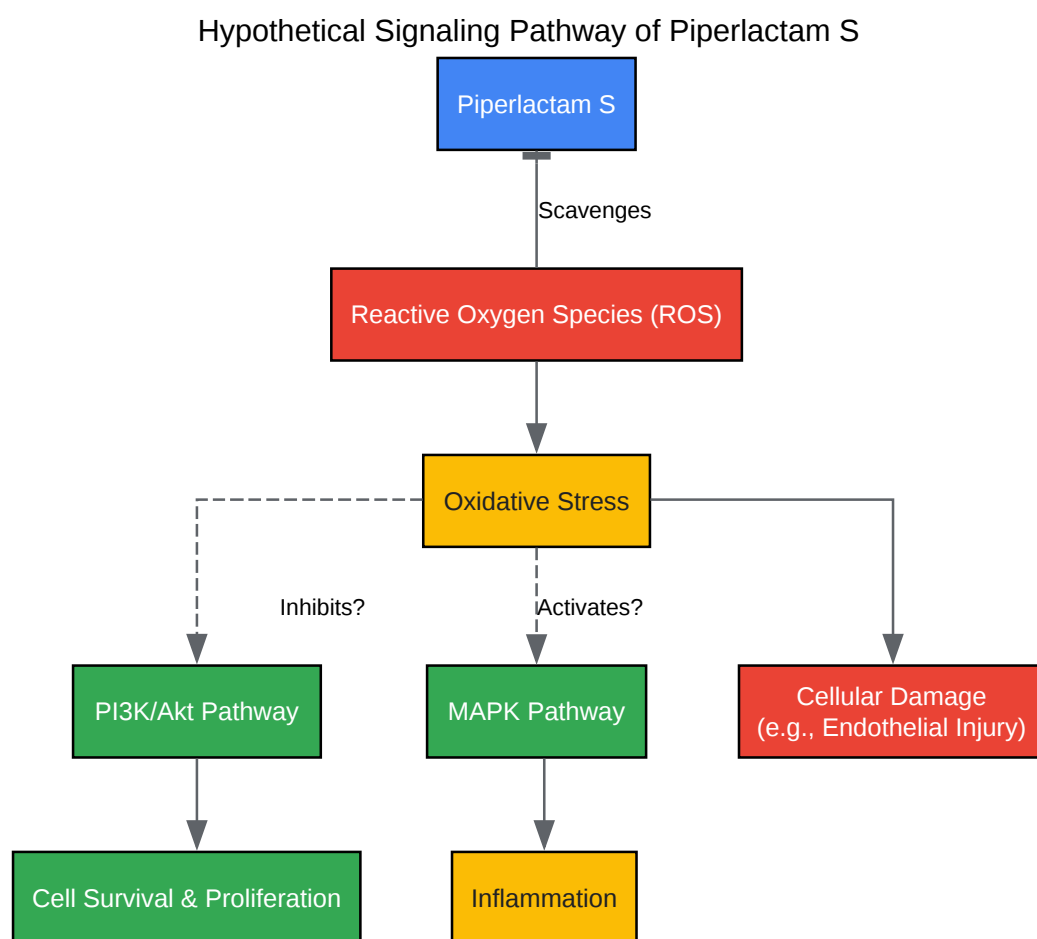 Hypothetical Signaling Pathway of Piperlactam S
Piperlactam S
Scavenges
Reactive Oxygen Species (ROS)
Oxidative Stress
Inhibits?
Activates?
PI3K/Akt Pathway
MAPK Pathway
Cellular Damage
(e.g., Endothelial Injury)
Cell Survival & Proliferation
Inflammation